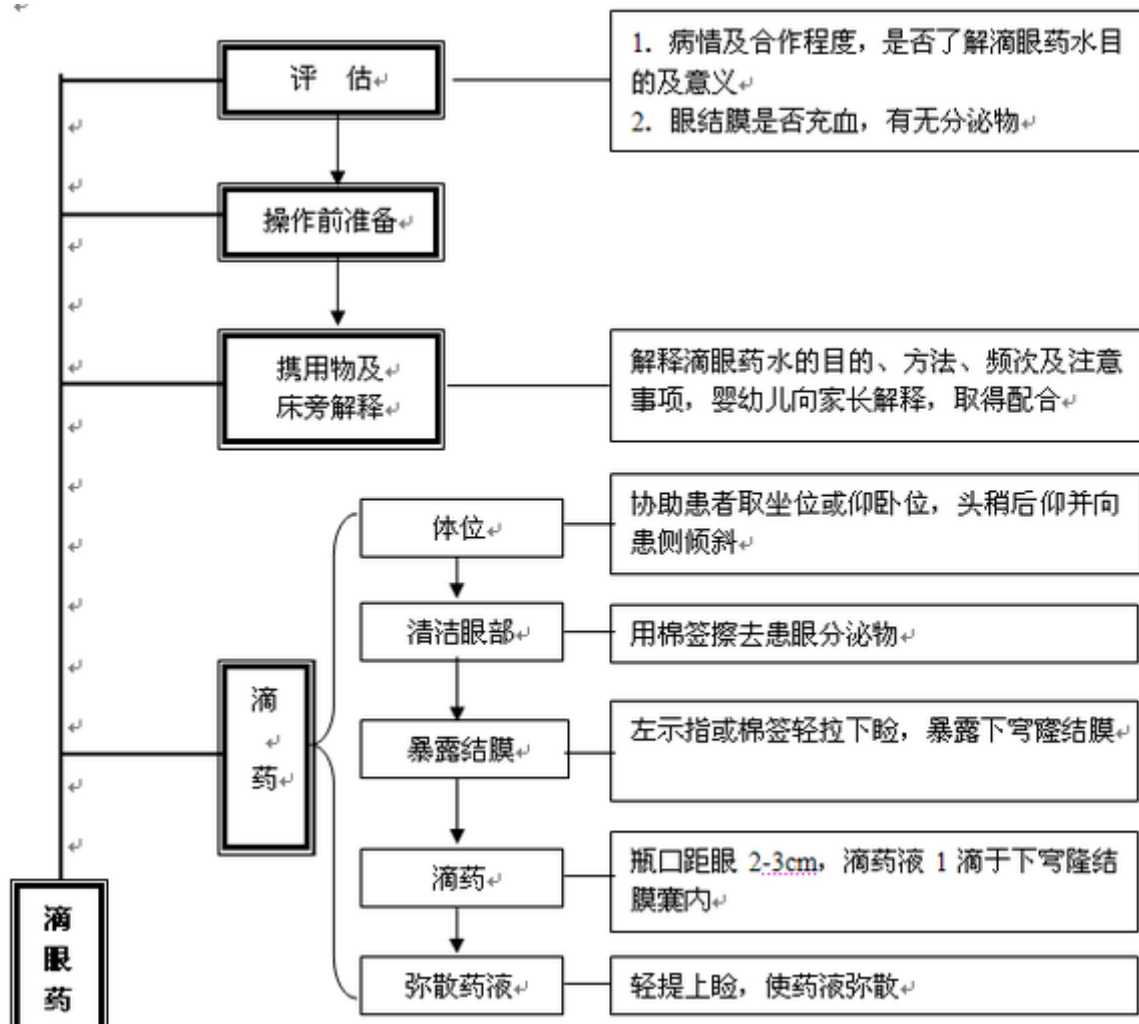 评 估
1. 病情及合作程度，是否了解滴眼药水目
的及意义
2. 眼结膜是否充血，有无分泌物
操作前准备
携用物及
床旁解释
解释滴眼药水的目的、方法、频次及注意
事项，婴幼儿向家长解释，取得配合
滴
药
体位
协助患者取坐位或仰卧位，头稍后仰并向
患侧倾斜
清洁眼部
用棉签擦去患眼分泌物
暴露结膜
左示指或棉签轻拉下睑，暴露下穹窿结膜
滴药
瓶口距眼 2-3cm，滴药液 1 滴于下穹隆结
膜囊内
弥散药液
轻提上睑，使药液弥散
滴
眼
药